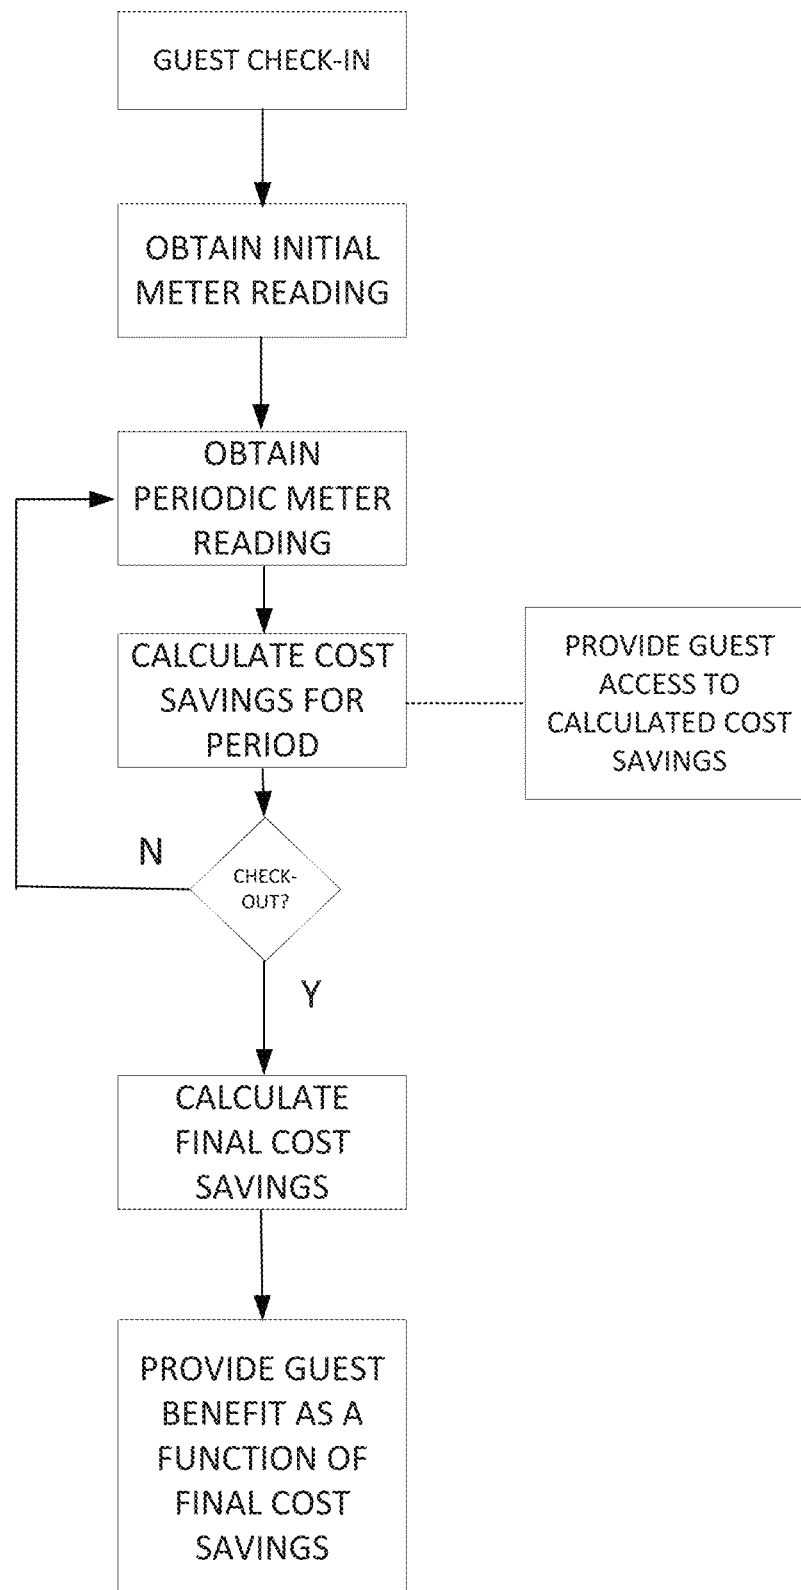 GUEST CHECK-IN
OBTAIN INITIAL
METER READING
OBTAIN
PERIODIC METER
READING
CALCULATE COST
SAVINGS FOR
PERIOD
PROVIDE GUEST
ACCESS TO
CALCULATED COST
SAVINGS
N
CHECK-
OUT?
Y
CALCULATE
FINAL COST
SAVINGS
PROVIDE GUEST
BENEFIT AS A
FUNCTION OF
FINAL COST
SAVINGS